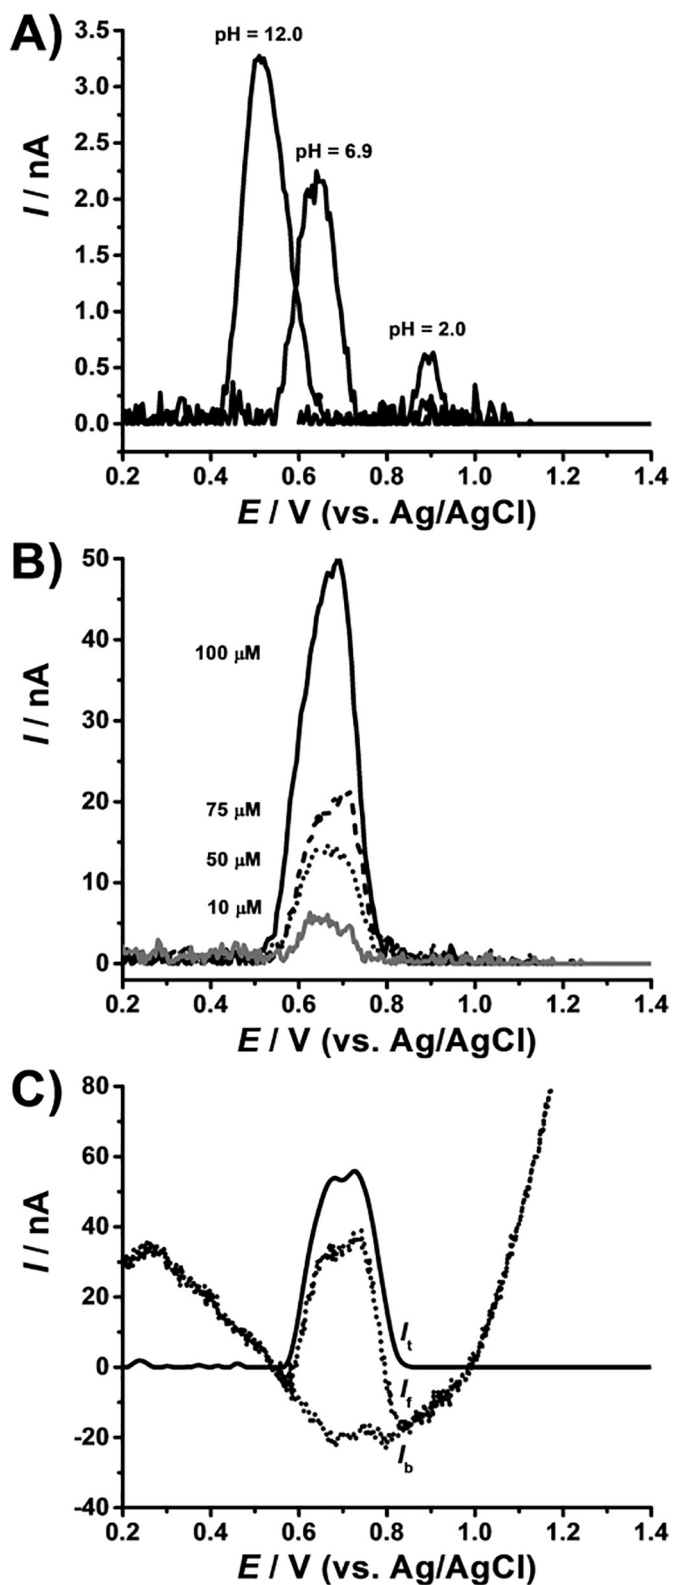 A)
3.5
pH = 12.0
3.0
2.5
pH = 6.9
2.0
I / nA
1.5
1.0
pH = 2.0
0.5
0.0
0.2 0.4 0.6 0.8 1.0 1.2 1.4
E / V (vs. Ag/AgCl)
B)
50
40
100 µM
I / nA
30
20
75 µM
50 µM
10
10 µM
0
0.2 0.4 0.6 0.8 1.0 1.2 1.4
E / V (vs. Ag/AgCl)
C)
80
60
40
I / nA
20
It
0
If
-20
Ib
-40
0.2 0.4 0.6 0.8 1.0 1.2 1.4
E / V (vs. Ag/AgCl)